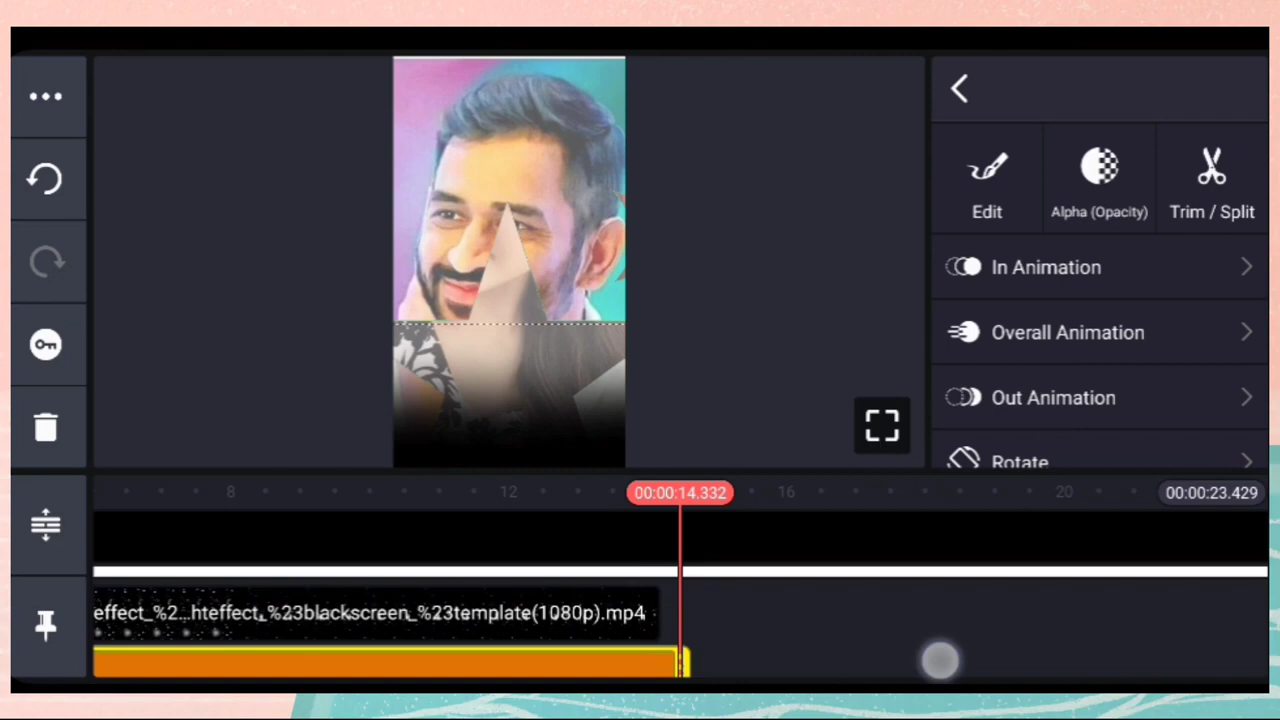 Edit
Alpha (Opacity)
Trim / Split
In Animation
Overall Animation
Out Animation
Rotate
8
12
00:00:14.332
16
20
00:00:23.429
effect_%2...hteffect_%23blackscreen_%23template(1080p).mp4